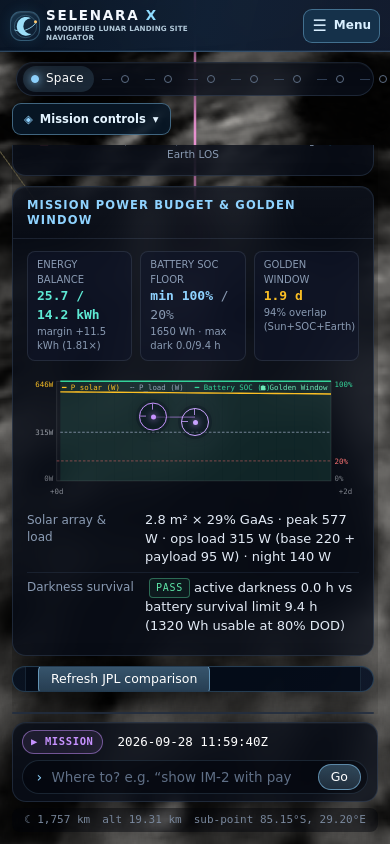 SELENARA X
A MODIFIED LUNAR LANDING SITE
NAVIGATOR
☰ Menu
Space
◈ Mission controls ▾
Earth LOS
MISSION POWER BUDGET & GOLDEN
WINDOW
ENERGY
BALANCE
25.7 /
14.2 kWh
margin +11.5
kWh (1.81×)
BATTERY SOC
FLOOR
min 100% /
20%
1650 Wh · max
dark 0.0/9.4 h
GOLDEN
WINDOW
1.9 d
94% overlap
(Sun+SOC+Earth)
646W
— P solar (W) — P load (W) — Battery SOC
Golden Window
100%
315W
20%
0W
0%
+0d
+2d
Solar array &
load
2.8 m² × 29% GaAs · peak 577
W · ops load 315 W (base 220 +
payload 95 W) · night 140 W
Darkness survival
PASS active darkness 0.0 h vs
battery survival limit 9.4 h
(1320 Wh usable at 80% DOD)
Refresh JPL comparison
▶ MISSION 2026-09-28 11:59:40Z
› Where to? e.g. “show IM-2 with pay
Go
☾ 1,757 km alt 19.31 km sub-point 85.15°S, 29.20°E